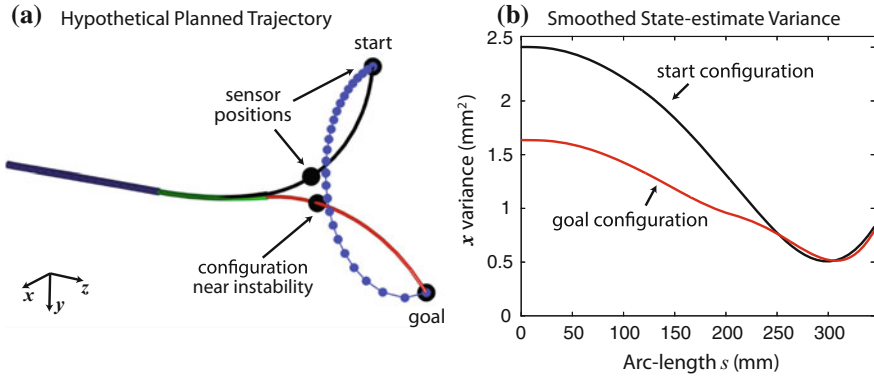 (a) Hypothetical Planned Trajectory
start
sensor
positions
configuration
near instability
goal
x
y
z
(b) Smoothed State-estimate Variance
2.5
2
1.5
1
0.5
0
x variance (mm²)
start configuration
goal configuration
0 50 100 150 200 250 300
Arc-length s (mm)